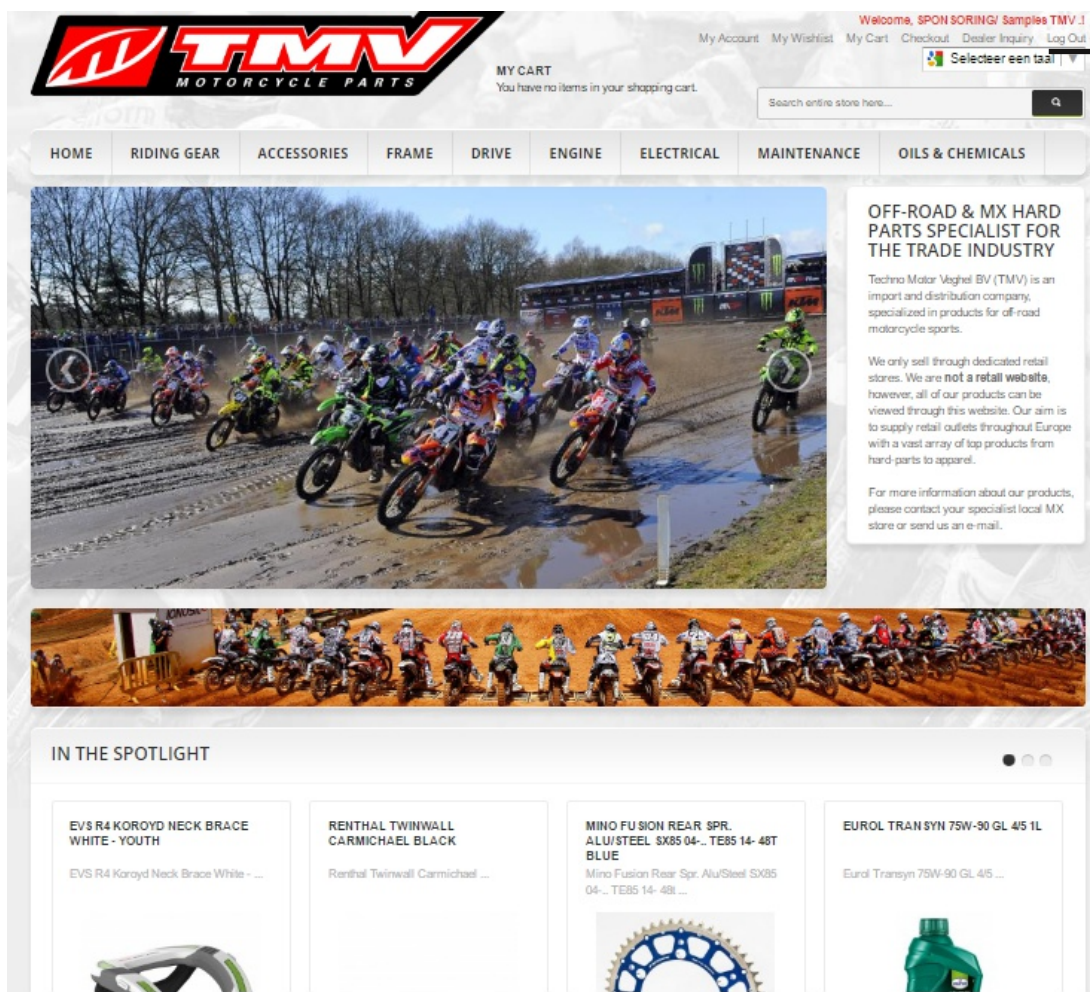 TMV
MOTORCYCLE PARTS
Welcome, SPONSORING/ Samples TMV .!
My Account My Wishlist My Cart Checkout Dealer Inquiry Log Out
Selecteer een taal
MY CART
You have no items in your shopping cart.
Search entire store here...
HOME RIDING GEAR ACCESSORIES FRAME DRIVE ENGINE ELECTRICAL MAINTENANCE OILS & CHEMICALS
OFF-ROAD & MX HARD
PARTS SPECIALIST FOR
THE TRADE INDUSTRY
Techno Motor Veghel BV (TMV) is an
import and distribution company,
specialized in products for off-road
motorcycle sports.
We only sell through dedicated retail
stores. We are not a retail website,
however, all of our products can be
viewed through this website. Our aim is
to supply retail outlets throughout Europe
with a vast array of top products from
hard-parts to apparel.
For more information about our products,
please contact your specialist local MX
store or send us an e-mail.
KTM
KTM
IN THE SPOTLIGHT
EVS R4 KOROYD NECK BRACE
WHITE - YOUTH
EVS R4 Koroyd Neck Brace White - ...
RENTHAL TWINWALL
CARMICHAEL BLACK
Renthal Twinwall Carmichael ...
MINO FUSION REAR SPR.
ALU/STEEL SX85 04-.. TE85 14- 48T
BLUE
Mino Fusion Rear Spr. Alu/Steel SX85
04-.. TE85 14- 48t ...
EUROL TRANSYN 75W-90 GL 4/5 1L
Eurol Transyn 75W-90 GL 4/5 ...